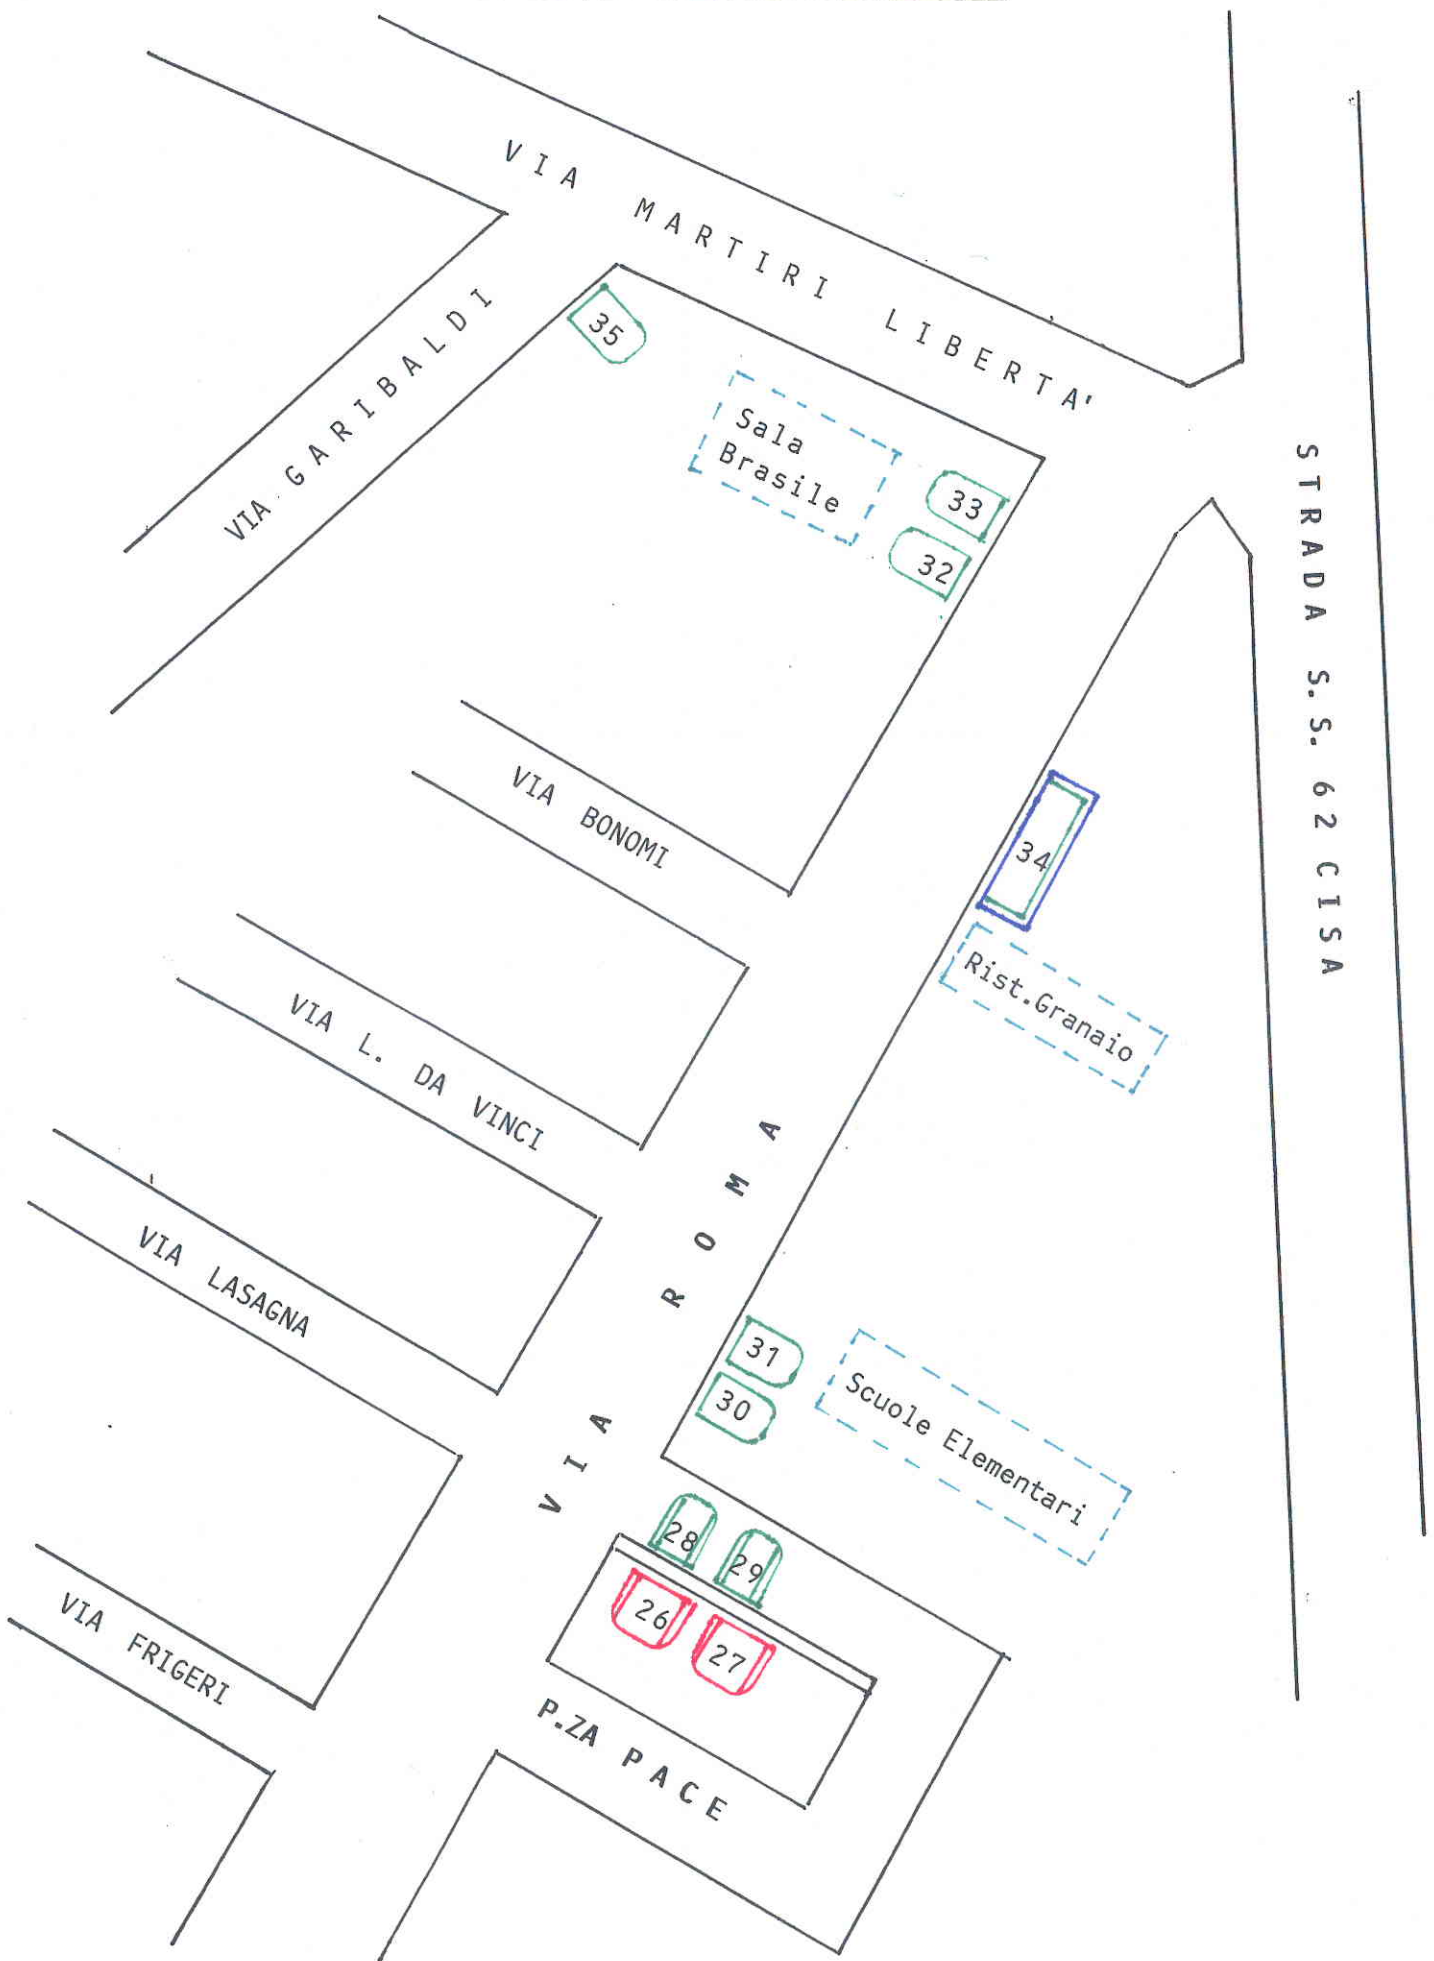 VIA MARTIRI LIBERTA'
VIA GARIBALDI
35
Sala
Brasile
33
32
STRADA S.S. 62 CISA
VIA BONOMI
34
Rist.Granaio
VIA L. DA VINCI
VIA ROMA
VIA LASAGNA
31
30
Scuole Elementari
28
29
26
27
VIA FRIGERI
P.ZA PACE